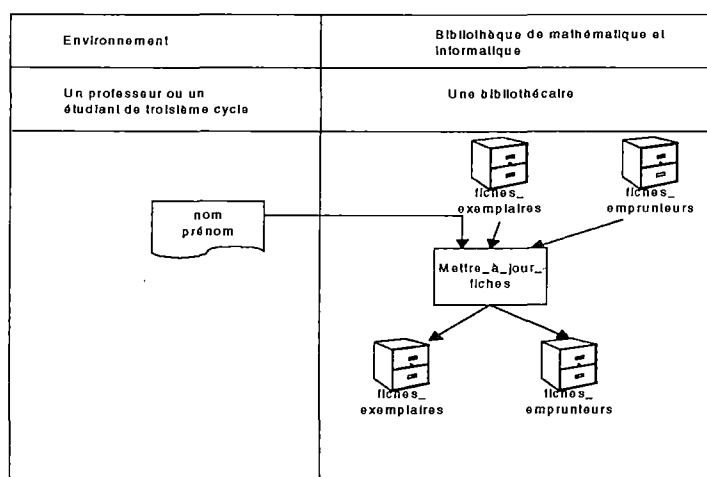 Environnement
Bibliothèque de mathématique et
informatique
Un professeur ou un
étudiant de troisième cycle
Une bibliothécaire
fiches_
exemplaires
fiches_
emprunteurs
nom
prénom
Mettre_à_jour_
fiches
fiches_
exemplaires
fiches_
emprunteurs